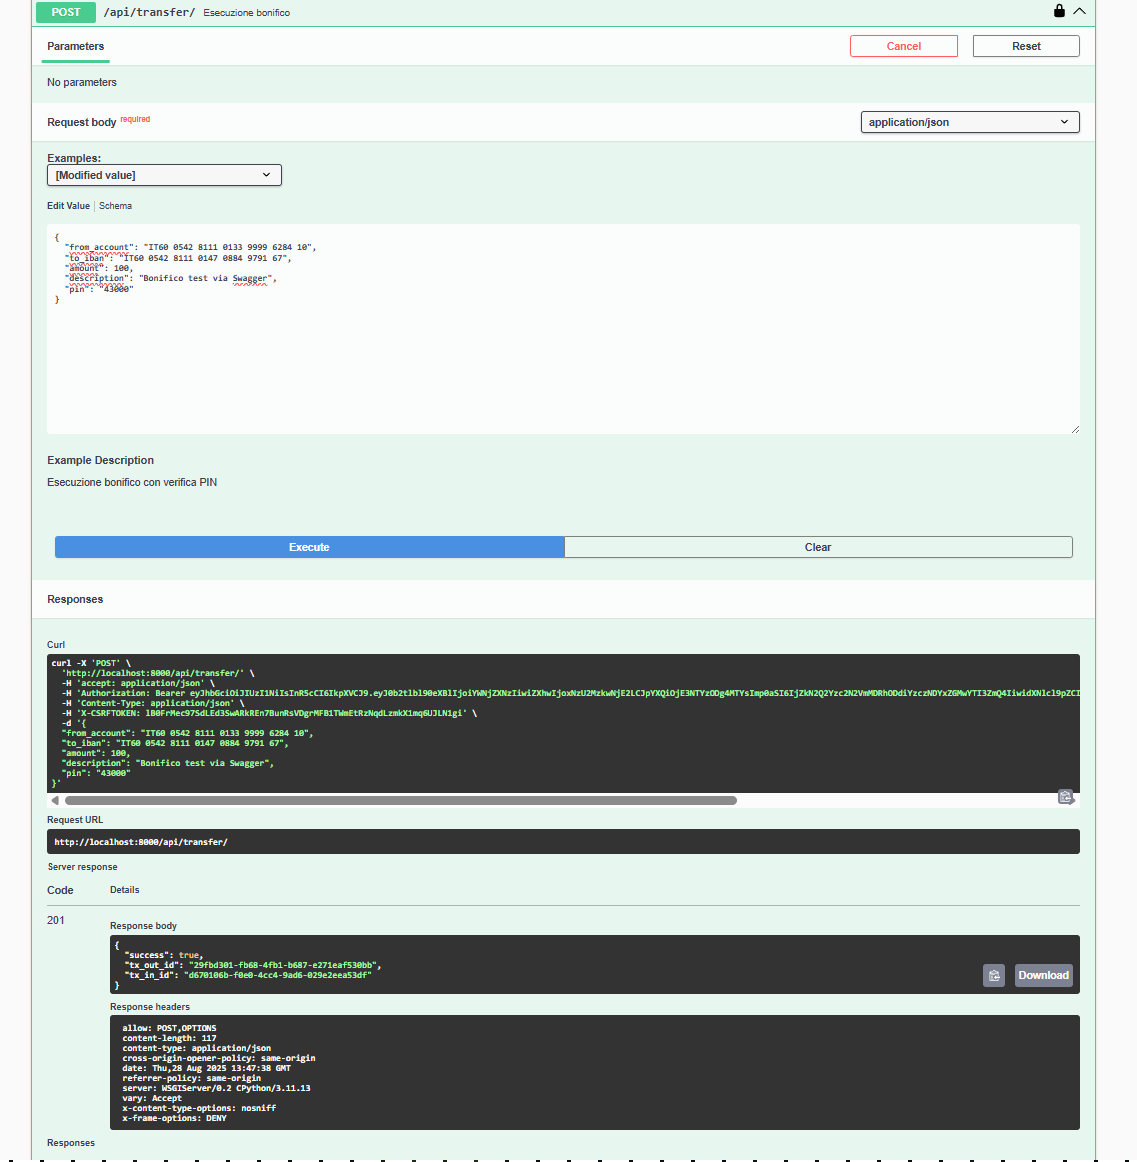 POST /api/transfer/ Esecuzione bonifico
Parameters
Cancel
Reset
No parameters
Request body required
application/json
Examples:
[Modified value]
Edit Value | Schema
{
"from_account": "IT60 0542 8111 0133 9999 6284 10",
"to_iban": "IT60 0542 8111 0147 0884 9791 67",
"amount": 100,
"description": "Bonifico test via Swagger",
"pin": "43000"
}
Example Description
Esecuzione bonifico con verifica PIN
Execute
Clear
Responses
Curl
curl -X 'POST' \
'http://localhost:8000/api/transfer/' \
-H 'accept: application/json' \
-H 'Authorization: Bearer
-H 'Content-Type: application/json' \
-H 'X-CSRFTOKEN: \
-d '{
"from_account": "IT60 0542 8111 0133 9999 6284 10",
"to_iban": "IT60 0542 8111 0147 0884 9791 67",
"amount": 100,
"description": "Bonifico test via Swagger",
"pin": "43000"
}'
Request URL
http://localhost:8000/api/transfer/
Server response
Code Details
201
Response body
{
"success": true,
"tx_out_id": "29fbd301-fb68-4fb1-b687-e271eaf530bb",
"tx_in_id": "d670106b-f0e0-4cc4-9ad6-029e2eea53df"
}
Download
Response headers
allow: POST,OPTIONS
content-length: 117
content-type: application/json
cross-origin-opener-policy: same-origin
date: Thu,28 Aug 2025 13:47:38 GMT
referrer-policy: same-origin
server: WSGIServer/0.2 CPython/3.11.13
vary: Accept
x-content-type-options: nosniff
x-frame-options: DENY
Responses